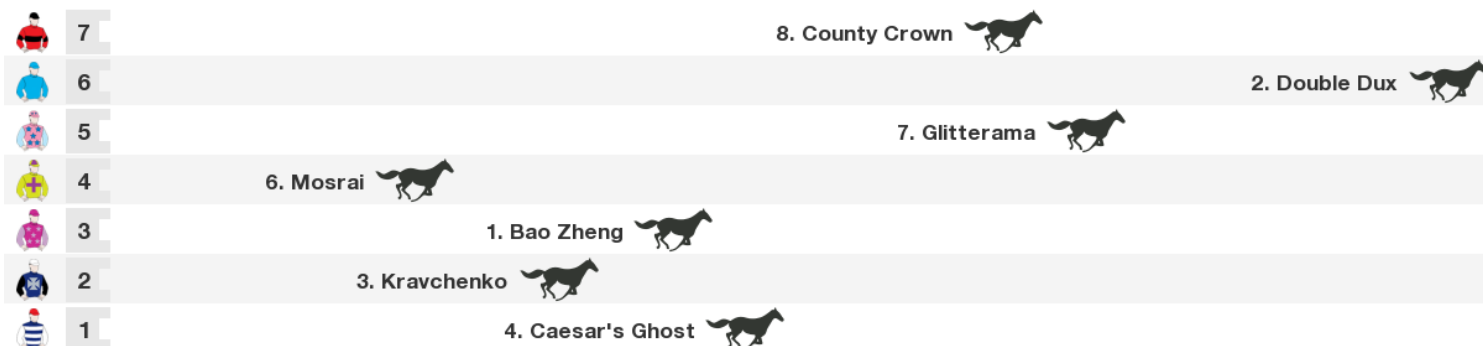 7 8. County Crown
6 2. Double Dux
5 7. Glitterama
4 6. Mosrai
3 1. Bao Zheng
2 3. Kravchenko
1 4. Caesar's Ghost